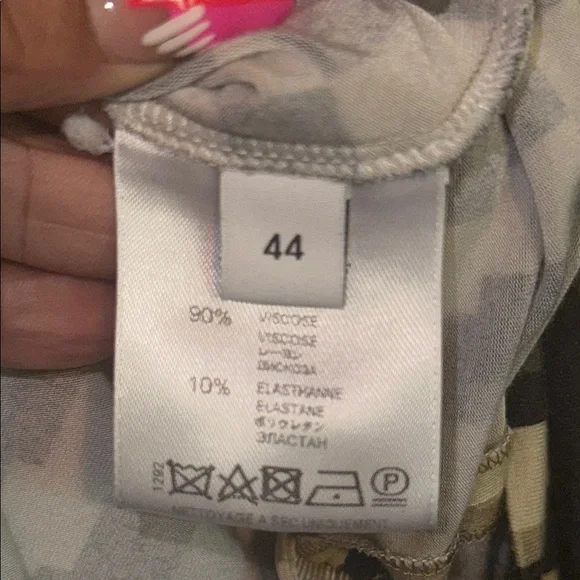 44
90% VISCOSE
VISCOSE
レーヨン
ВИСКОЗА
10% ELASTHANNE
ELASTANE
ポリウレタン
ЭЛАСТАН
1292
P
NETTOYAGE A SEC UNIQUEMENT